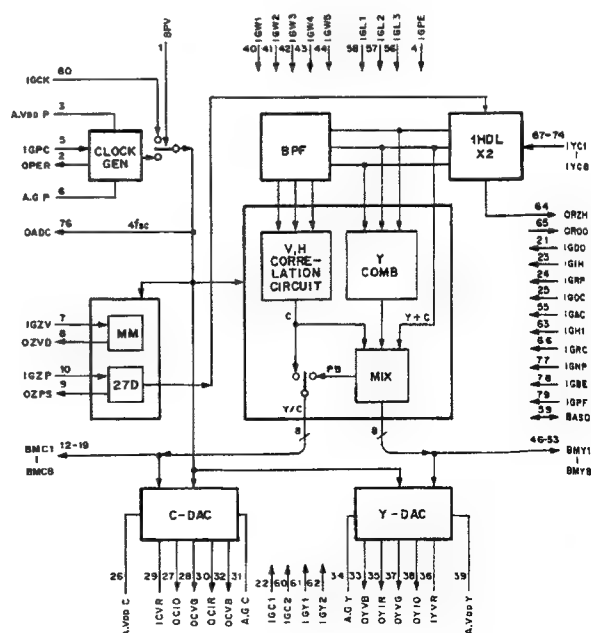 8PV
1
IGW1
IGW2
IGW3
IGW4
IGW5
40
41
42
43
44
IGL1
IGL2
IGL3
58
57
56
IGPE
4
IGCK
80
A.VDD P
3
IGPC
5
OPER
2
CLOCK
GEN
A.G P
6
OADC
76
4fsc
BPF
1HDL
X2
67-74
IYC1
IYC8
64
ORZH
65
OROO
21
IGDO
23
IGIH
24
IGRP
25
IGOC
55
IGAC
63
IGHI
66
IGRC
77
IGNP
78
IGBE
79
IGPF
59
BASO
V,H
CORRE-
LATION
CIRCUIT
Y
COMB
C
Y+C
PB
MIX
Y/C
IGZV
7
OZVD
8
MM
IGZP
10
OZPS
9
27D
8
8
BMC1
12-19
BMC8
46-53
BMY1
BMY8
C-DAC
Y-DAC
26
29
27
28
30
32
31
A.VDD C
ICVR
OCIO
OCVG
OCIR
OCVB
A.G C
22
60
61
62
IGC1
IGC2
IGY1
IGY2
34
33
35
37
38
36
39
A.G Y
OYVB
OYIR
OYVG
OYIO
IYVR
A.VDD Y